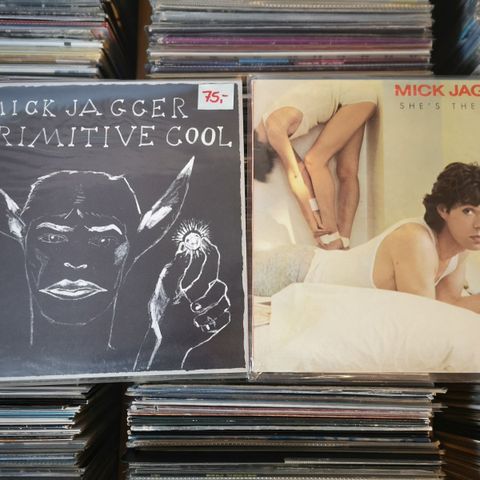 MICK JAGGER
RIMITIVE COOL
75,-
MICK JAG
SHE'S THE